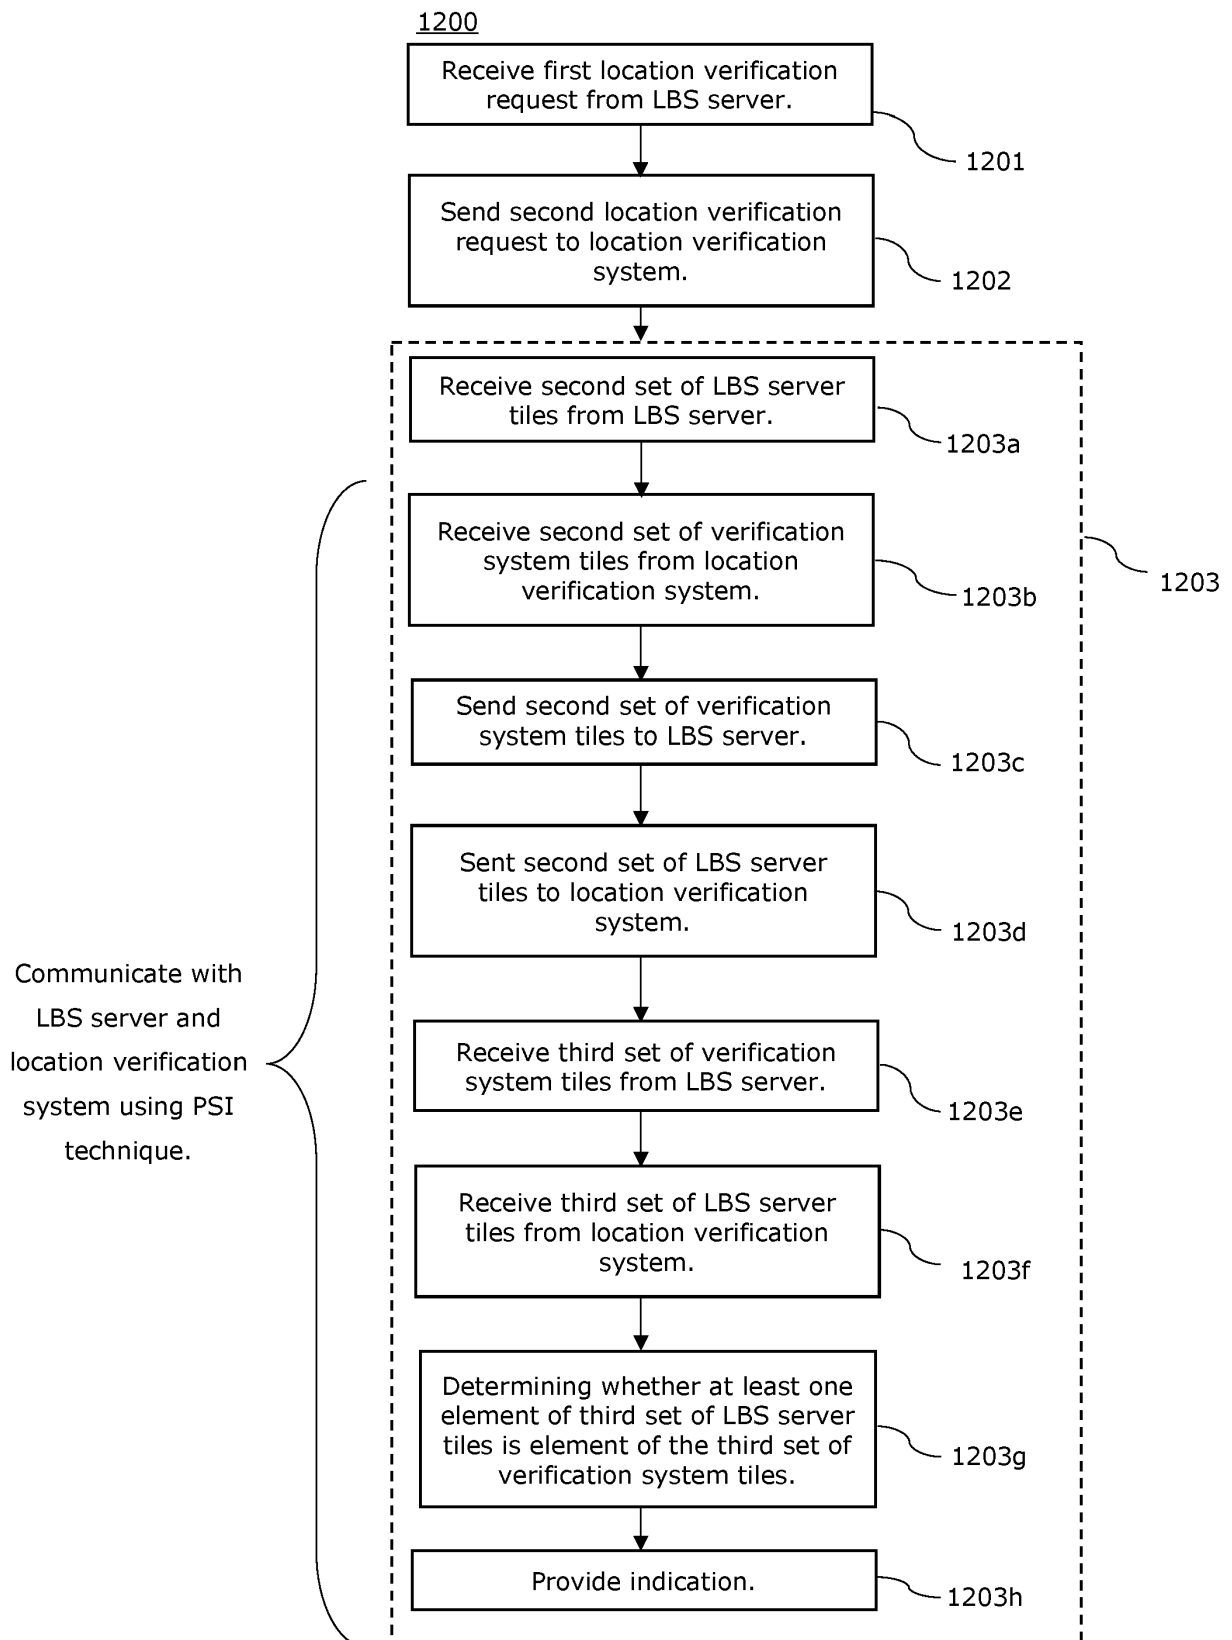 1200
Receive first location verification
request from LBS server.
1201
Send second location verification
request to location verification
system.
1202
Receive second set of LBS server
tiles from LBS server.
1203a
Receive second set of verification
system tiles from location
verification system.
1203b
1203
Send second set of verification
system tiles to LBS server.
1203c
Sent second set of LBS server
tiles to location verification
system.
1203d
Communicate with
LBS server and
location verification
system using PSI
technique.
Receive third set of verification
system tiles from LBS server.
1203e
Receive third set of LBS server
tiles from location verification
system.
1203f
Determining whether at least one
element of third set of LBS server
tiles is element of the third set of
verification system tiles.
1203g
Provide indication.
1203h